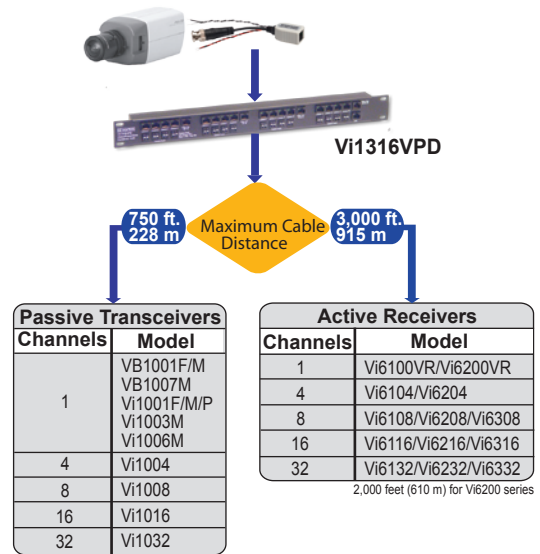 Vi1316VPD
750 ft.
228 m
Maximum Cable
Distance
3,000 ft.
915 m
Passive Transceivers
Channels Model
1
VB1001F/M
VB1007M
Vi1001F/M/P
Vi1003M
Vi1006M
4 Vi1004
8 Vi1008
16 Vi1016
32 Vi1032
Active Receivers
Channels Model
1 Vi6100VR/Vi6200VR
4 Vi6104/Vi6204
8 Vi6108/Vi6208/Vi6308
16 Vi6116/Vi6216/Vi6316
32 Vi6132/Vi6232/Vi6332
2,000 feet (610 m) for Vi6200 series